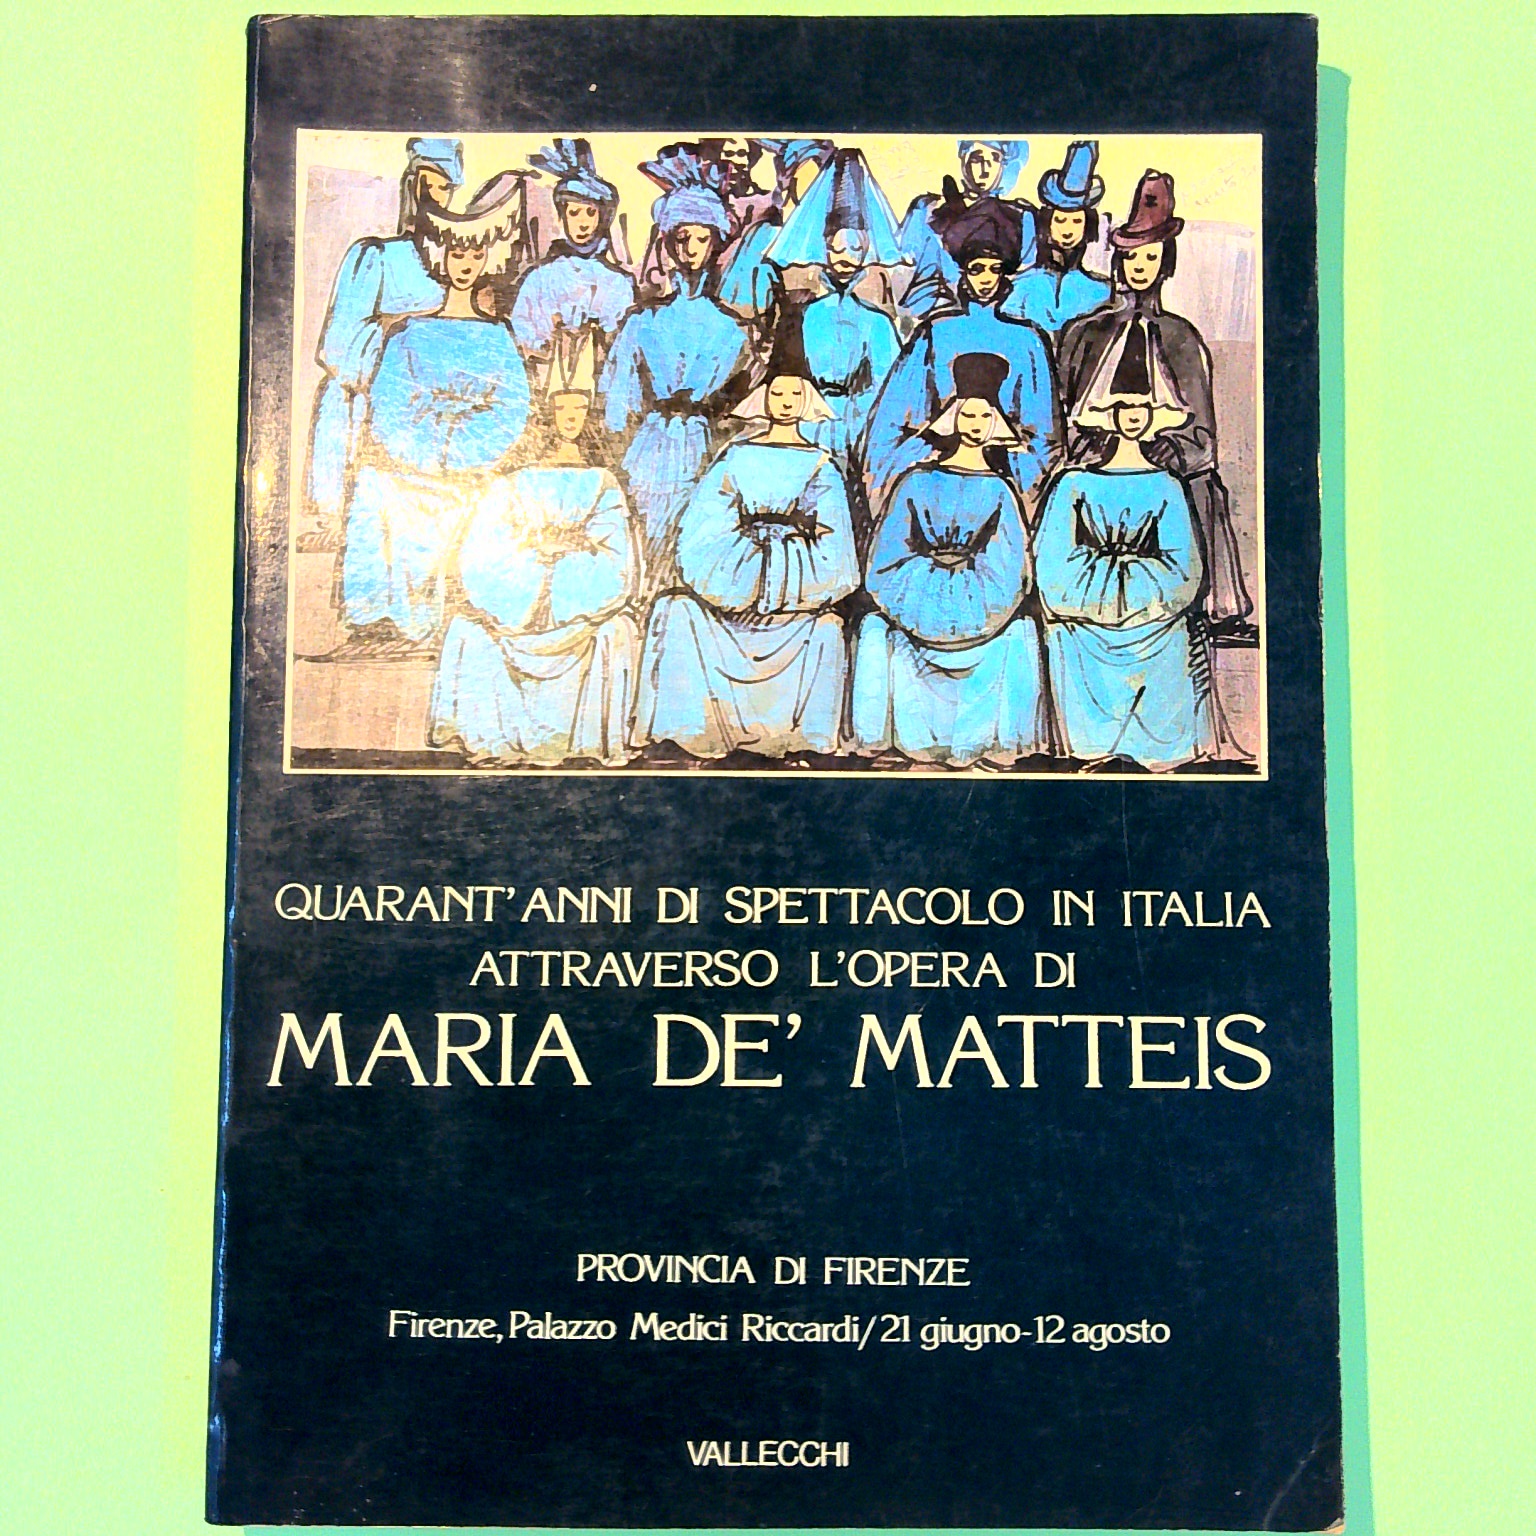 QUARANT'ANNI DI SPETTACOLO IN ITALIA
ATTRAVERSO L'OPERA DI
MARIA DE' MATTEIS
PROVINCIA DI FIRENZE
Firenze, Palazzo Medici Riccardi/21 giugno-12 agosto
VALLECCHI